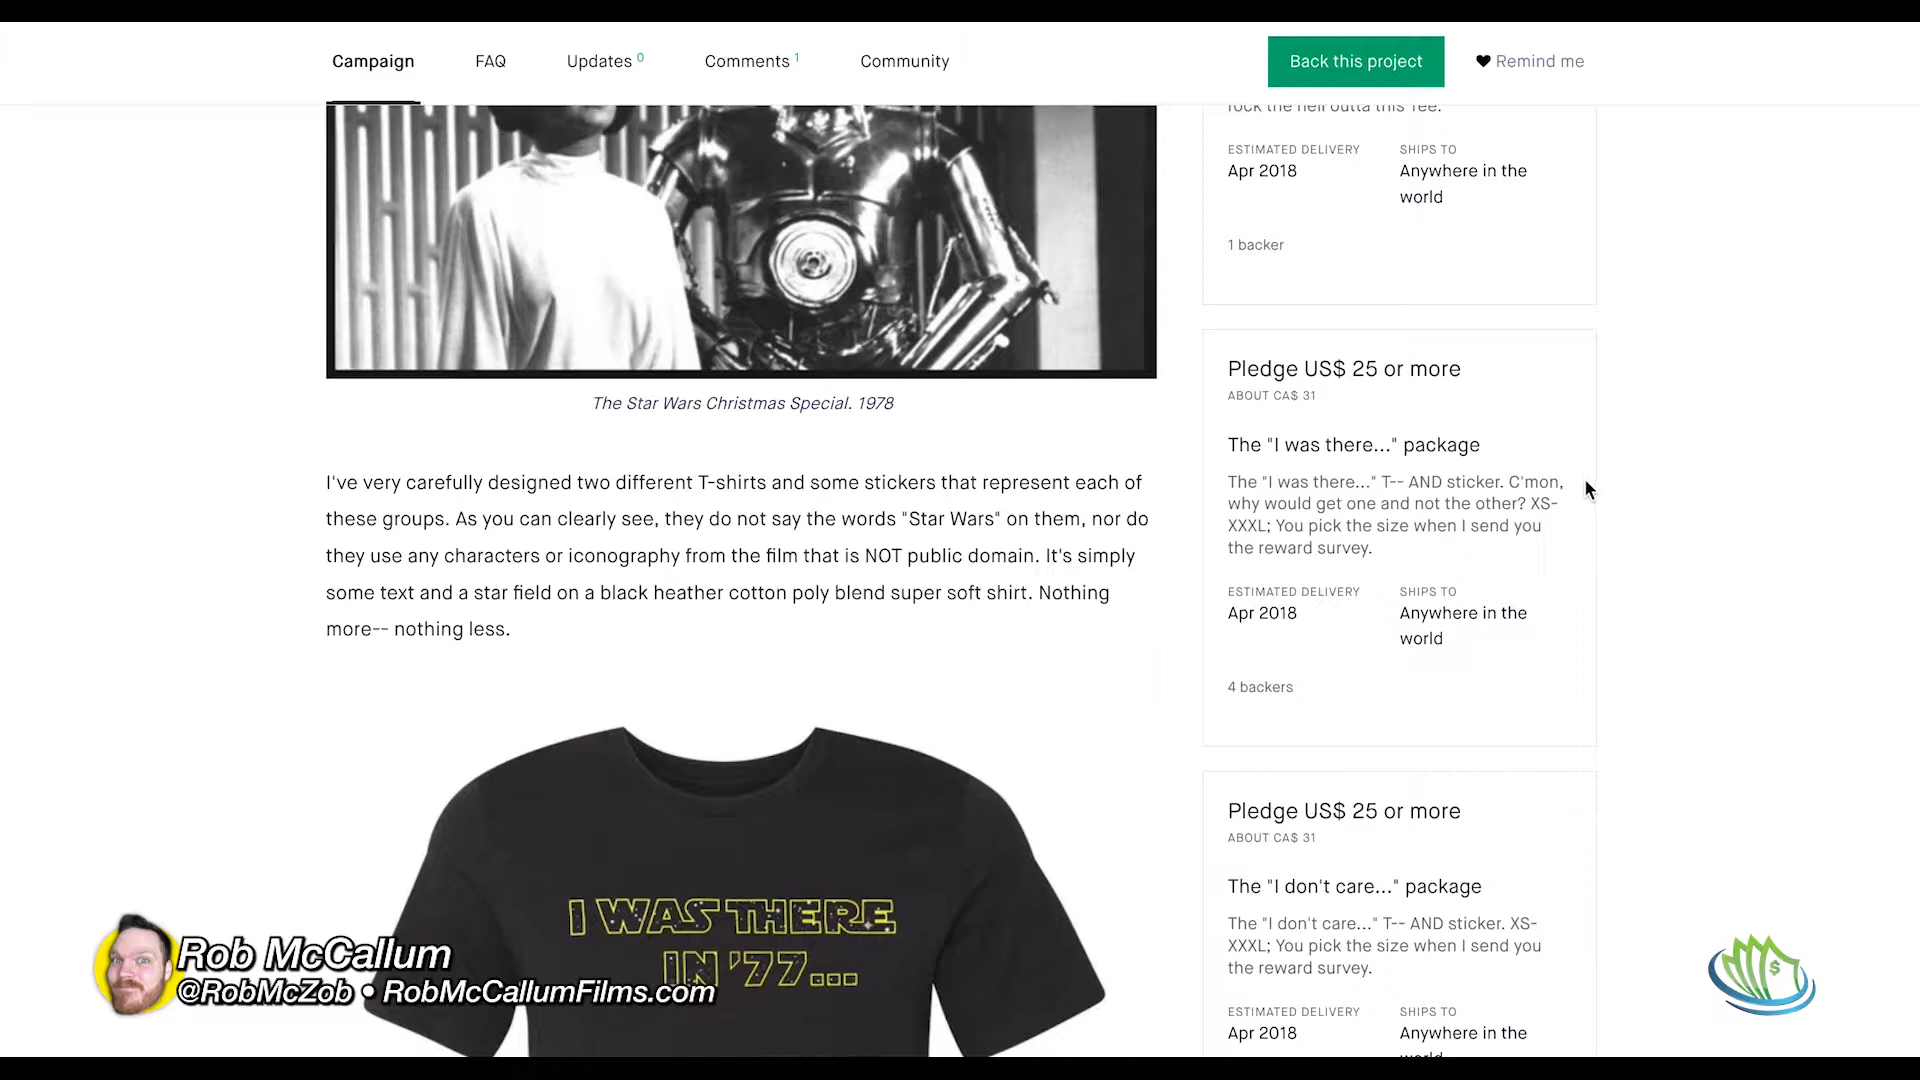 Campaign
FAQ
Updates 0
Comments 1
Community
Back this project
Remind me
The Star Wars Christmas Special. 1978
I've very carefully designed two different T-shirts and some stickers that represent each of
these groups. As you can clearly see, they do not say the words "Star Wars" on them, nor do
they use any characters or iconography from the film that is NOT public domain. It's simply
some text and a star field on a black heather cotton poly blend super soft shirt. Nothing
more-- nothing less.
I WAS THERE
IN '77...
Rob McCallum
@RobMcZob • RobMcCallumFilms.com
rock the hell outta this Tee.
ESTIMATED DELIVERY
Apr 2018
SHIPS TO
Anywhere in the
world
1 backer
Pledge US$ 25 or more
ABOUT CA$ 31
The "I was there..." package
The "I was there..." T-- AND sticker. C'mon,
why would get one and not the other? XS-
XXXL; You pick the size when I send you
the reward survey.
ESTIMATED DELIVERY
Apr 2018
SHIPS TO
Anywhere in the
world
4 backers
Pledge US$ 25 or more
ABOUT CA$ 31
The "I don't care..." package
The "I don't care..." T-- AND sticker. XS-
XXXL; You pick the size when I send you
the reward survey.
ESTIMATED DELIVERY
Apr 2018
SHIPS TO
Anywhere in the
world
$